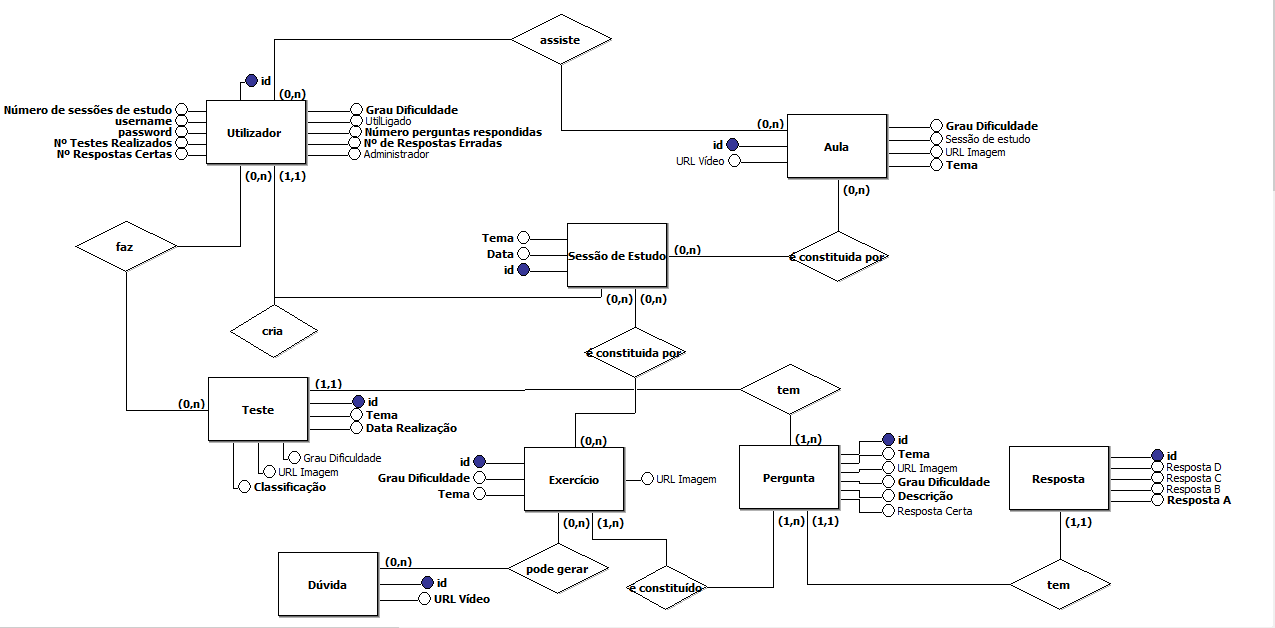 assiste
id
(0,n)
Número de sessões de estudo
username
password
Nº Testes Realizados
Nº Respostas Certas
Utilizador
Grau Dificuldade
UtilLigado
Número perguntas respondidas
Nº de Respostas Erradas
Administrador
(0,n) (1,1)
(0,n)
id
URL Vídeo
Aula
Grau Dificuldade
Sessão de estudo
URL Imagem
Tema
(0,n)
faz
Tema
Data
id
Sessão de Estudo
(0,n)
é constituida por
(0,n) (0,n)
cria
é constituida por
(0,n)
Teste
(1,1)
id
Tema
Data Realização
Grau Dificuldade
URL Imagem
Classificação
tem
(0,n)
id
Grau Dificuldade
Tema
Exercício
URL Imagem
(0,n) (1,n)
(1,n)
Pergunta
id
Tema
URL Imagem
Grau Dificuldade
Descrição
Resposta Certa
(1,n) (1,1)
Resposta
id
Resposta D
Resposta C
Resposta B
Resposta A
(1,1)
Dúvida
(0,n)
id
URL Vídeo
pode gerar
é constituído
tem